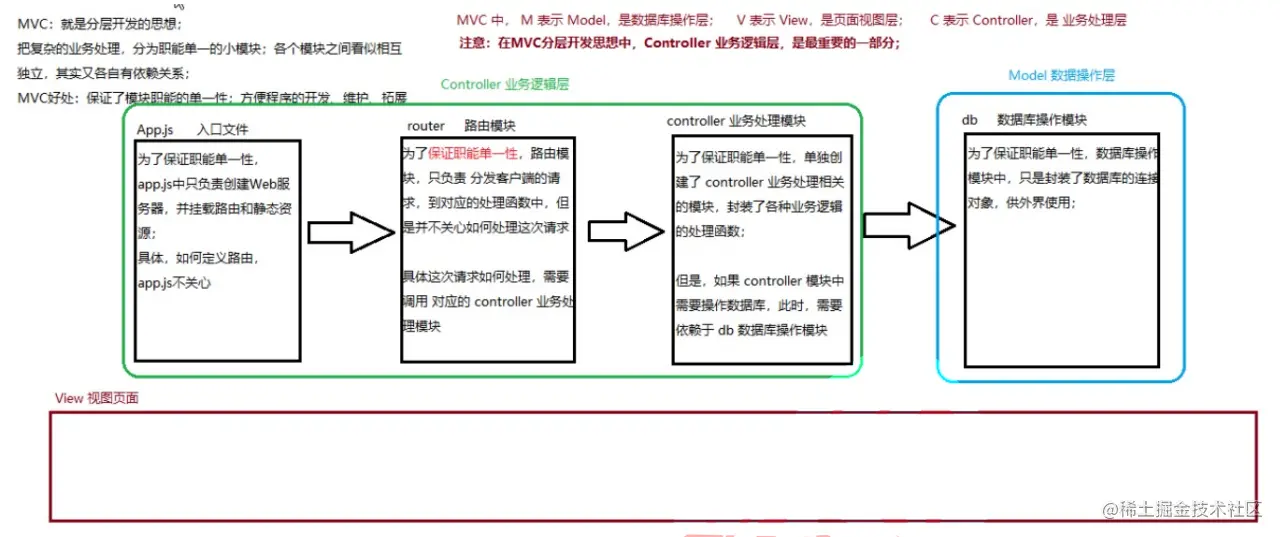 MVC：就是分层开发的思想；
把复杂的业务处理，分为职能单一的小模块；各个模块之间看似相互
独立，其实又各自有依赖关系；
MVC好处：保证了模块职能的单一性；方便程序的开发、维护、拓展
MVC 中， M 表示 Model，是数据库操作层； V 表示 View，是页面视图层； C 表示 Controller，是 业务处理层
注意：在MVC分层开发思想中，Controller 业务逻辑层，是最重要的一部分；
Controller 业务逻辑层
Model 数据操作层
App.js 入口文件
为了保证职能单一性，
app.js中只负责创建Web服
务器，并挂载路由和静态资
源；
具体，如何定义路由，
app.js不关心
router 路由模块
为了保证职能单一性，路由模
块，只负责 分发客户端的请
求，到对应的处理函数中，但
是并不关心如何处理这次请求
具体这次请求如何处理，需要
调用 对应的 controller 业务处
理模块
controller 业务处理模块
为了保证职能单一性，单独创
建了 controller 业务处理相关
的模块，封装了各种业务逻辑
的处理函数；
但是，如果 controller 模块中
需要操作数据库，此时，需要
依赖于 db 数据库操作模块
db 数据库操作模块
为了保证职能单一性，数据库操作
模块中，只是封装了数据库的连接
对象，供外界使用；
View 视图页面
@稀土掘金技术社区